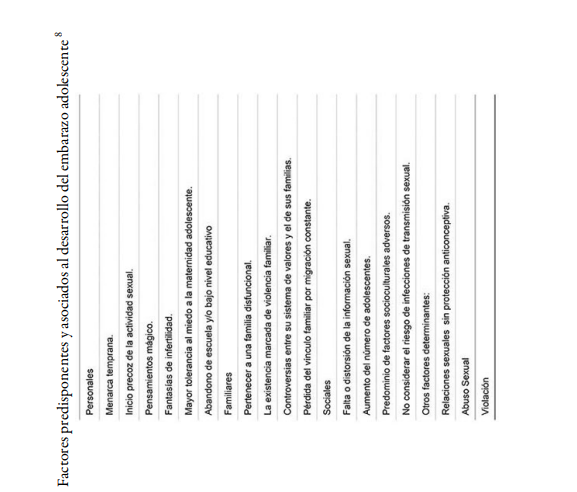 Factores predisponentes y asociados al desarrollo del embarazo adolescente8
Personales
Menarca temprana.
Inicio precoz de la actividad sexual.
Pensamientos mágico.
Fantasías de infertilidad.
Mayor tolerancia al miedo a la maternidad adolescente.
Abandono de escuela y/o bajo nivel educativo
Familiares
Pertenecer a una familia disfuncional.
La existencia marcada de violencia familiar.
Controversias entre su sistema de valores y el de sus familias.
Pérdida del vínculo familiar por migración constante.
Sociales
Falta o distorsión de la información sexual.
Aumento del número de adolescentes.
Predominio de factores socioculturales adversos.
No considerar el riesgo de infecciones de transmisión sexual.
Otros factores determinantes:
Relaciones sexuales sin protección anticonceptiva.
Abuso Sexual
Violación